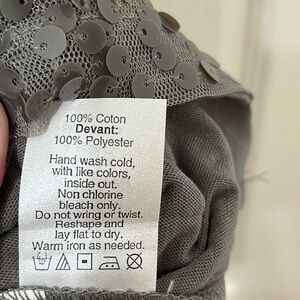 100% Coton
Devant:
100% Polyester
Hand wash cold,
with like colors,
inside out.
Non chlorine
bleach only.
Do not wring or twist.
Reshape and
lay flat to dry.
Warm iron as needed.